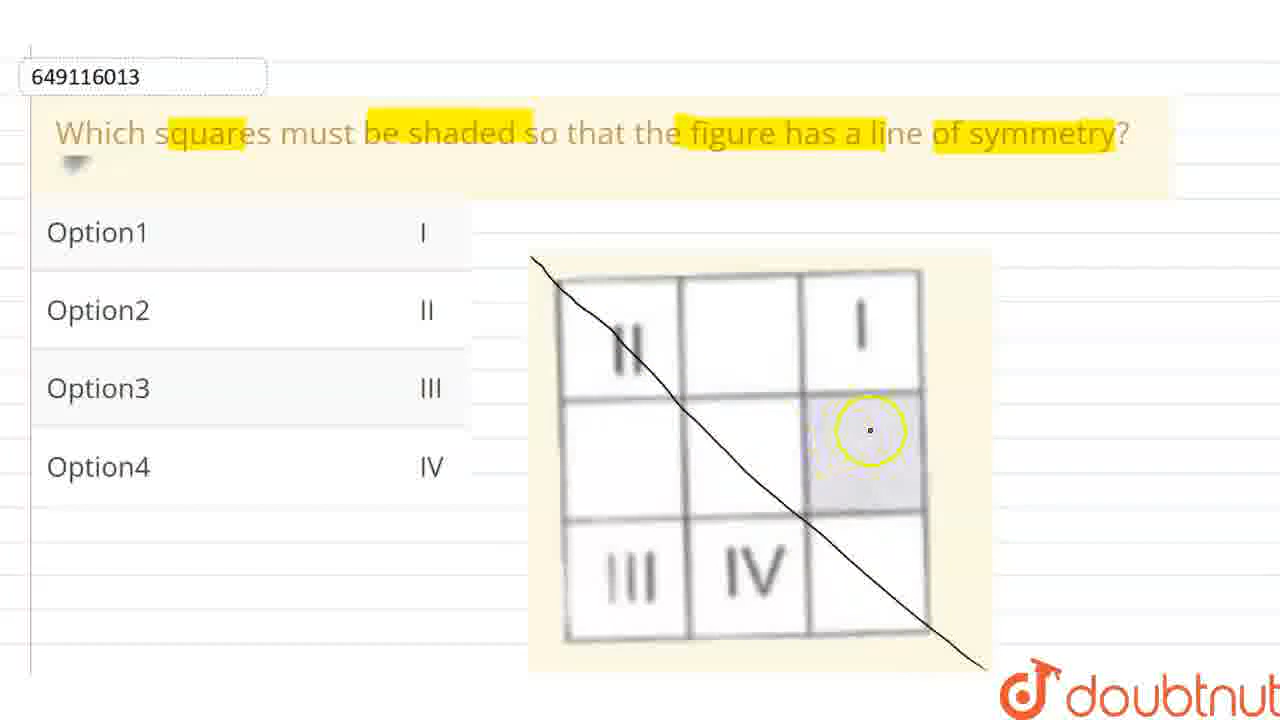 649116013
Which squares must be shaded so that the figure has a line of symmetry?
Option1 I
Option2 II
Option3 III
Option4 IV
II I
III IV
doubtnut